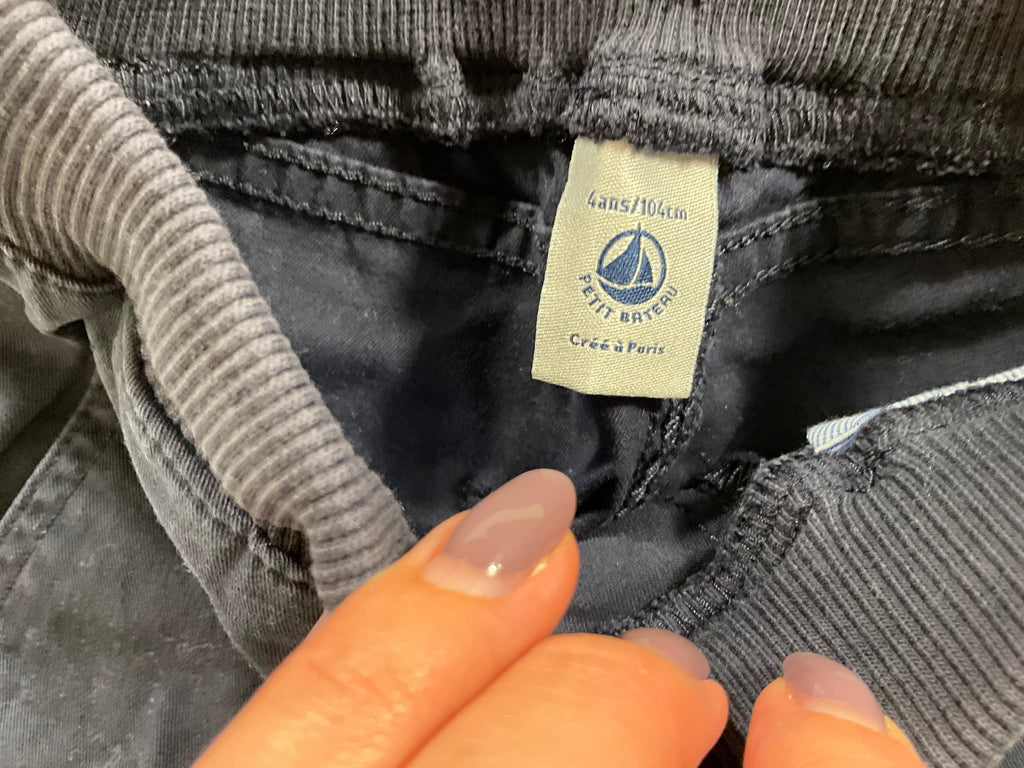 4ans/104cm
PETIT BATEAU
Créé à Paris